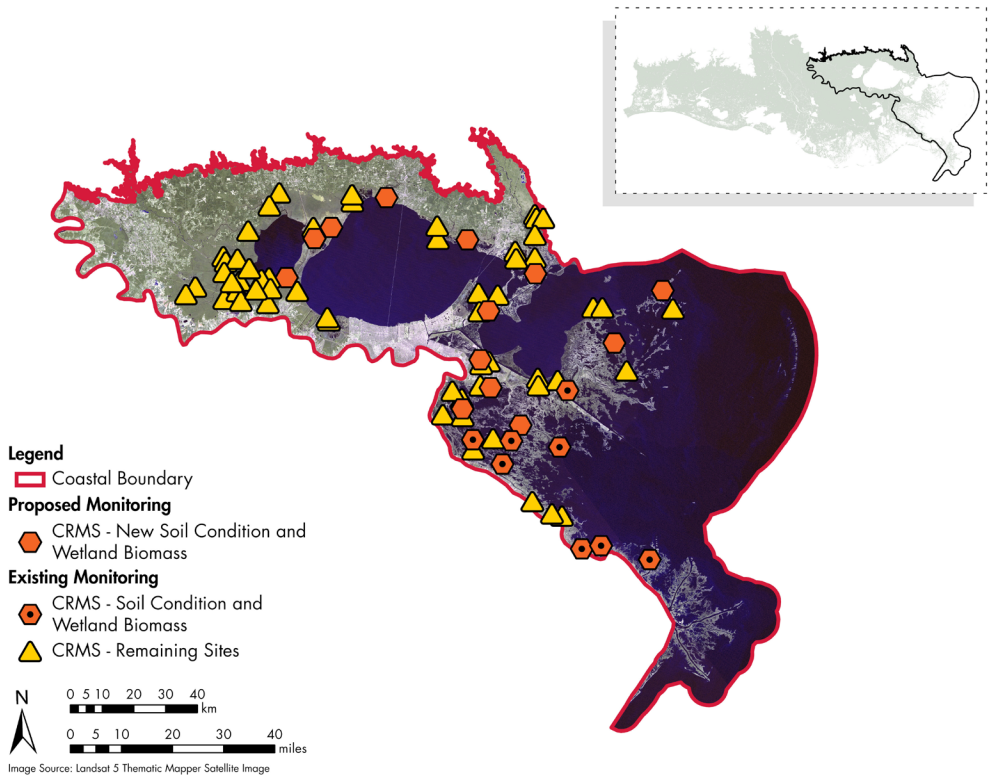 Legend
Coastal Boundary
Proposed Monitoring
CRMS - New Soil Condition and
Wetland Biomass
Existing Monitoring
CRMS - Soil Condition and
Wetland Biomass
CRMS - Remaining Sites
N
0 5 10 20 30 40
km
0 5 10 20 30 40
miles
Image Source: Landsat 5 Thematic Mapper Satellite Image